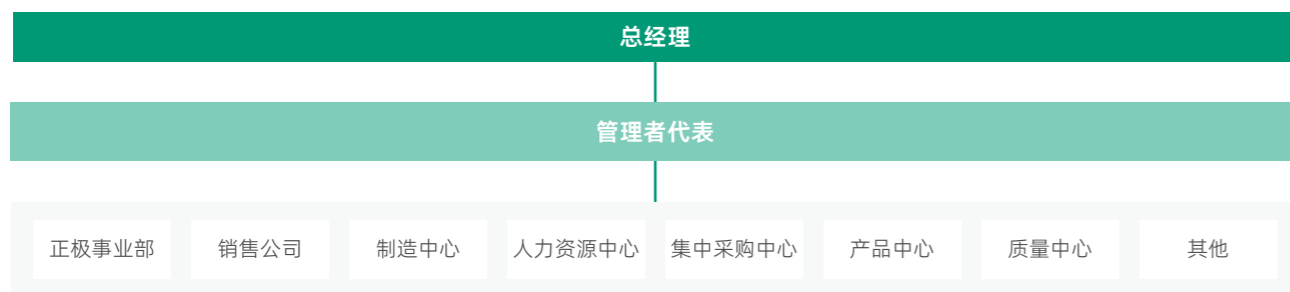 总经理
管理者代表
正极事业部
销售公司
制造中心
人力资源中心
集中采购中心
产品中心
质量中心
其他